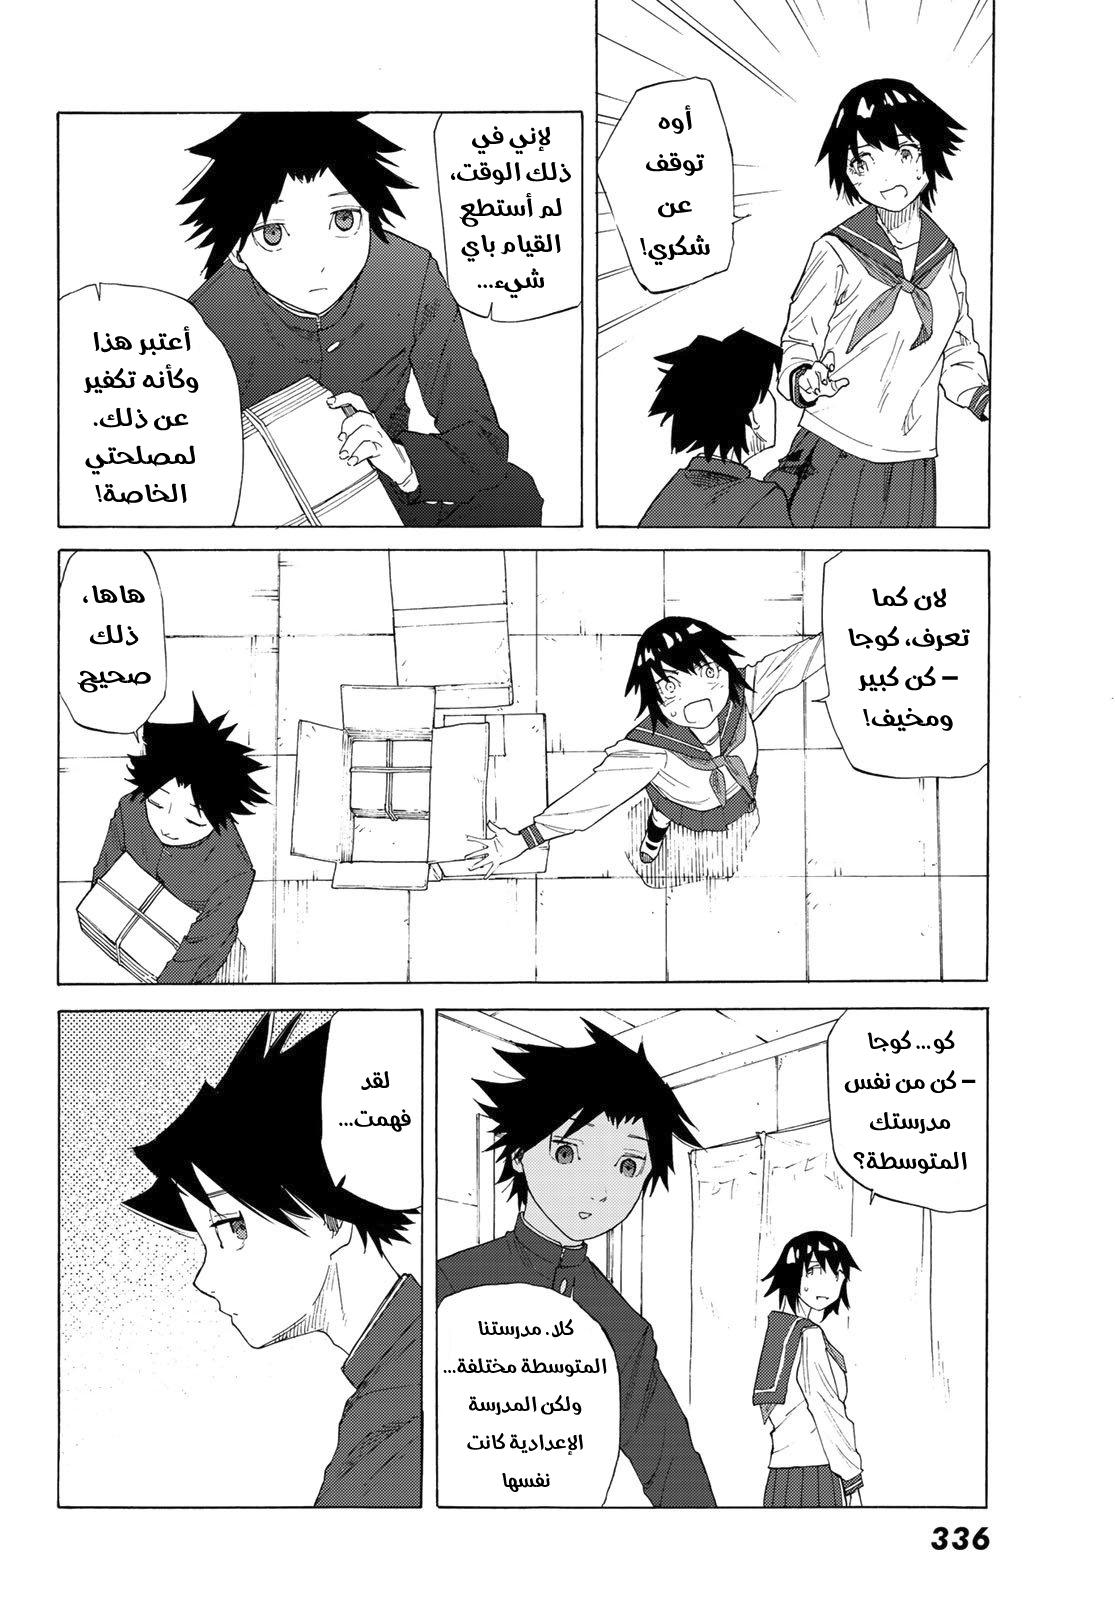 أوه
توقف
عن
شكري!
لإني في
ذلك الوقت،
لم أستطع
القيام باي
شيء...
أعتبر هذا
وكأنه تكفير
عن ذلك.
لمصلحتي
الخاصة!
لان كما
تعرف، كوجا
– كن كبير
ومخيف!
هاها،
ذلك
صحيح
كو... كوجا
– كن من نفس
مدرستك
المتوسطة؟
كلا. مدرستنا
المتوسطة مختلفة...
ولكن المدرسة
الإعدادية كانت
نفسها
لقد
فهمت...
336